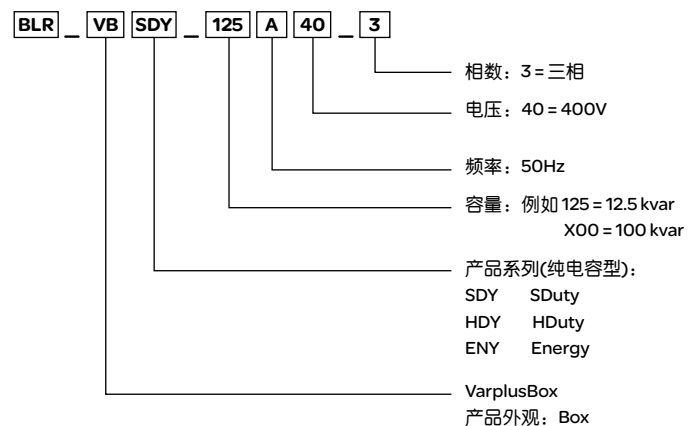 BLR _ VB SDY _ 125 A 40 _ 3
相数：3 = 三相
电压：40 = 400V
频率：50Hz
容量：例如 125 = 12.5 kvar
X00 = 100 kvar
产品系列(纯电容型)：
SDY SDuty
HDY HDuty
ENY Energy
VarplusBox
产品外观：Box